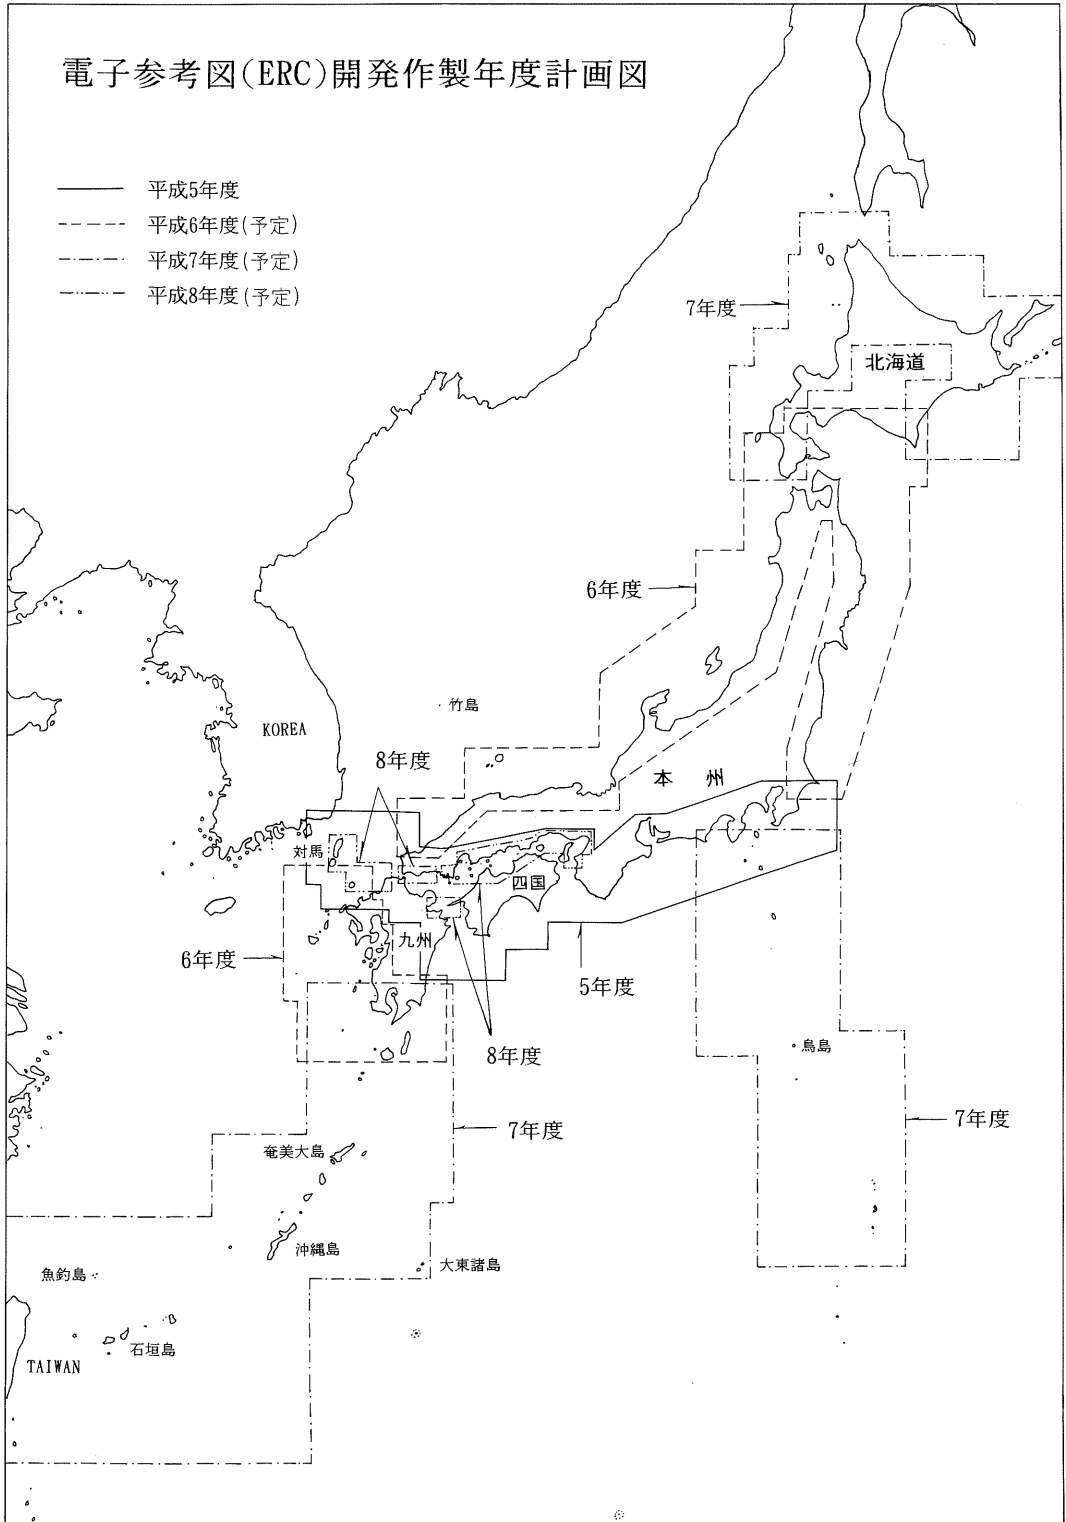 電子参考図(ERC)開発作製年度計画図
平成5年度
平成6年度(予定)
平成7年度(予定)
平成8年度(予定)
7年度
北海道
6年度
竹島
KOREA
8年度
本 州
対馬
四国
九州
6年度
5年度
8年度
鳥島
7年度
7年度
奄美大島
沖縄島
大東諸島
魚釣島
石垣島
TAIWAN